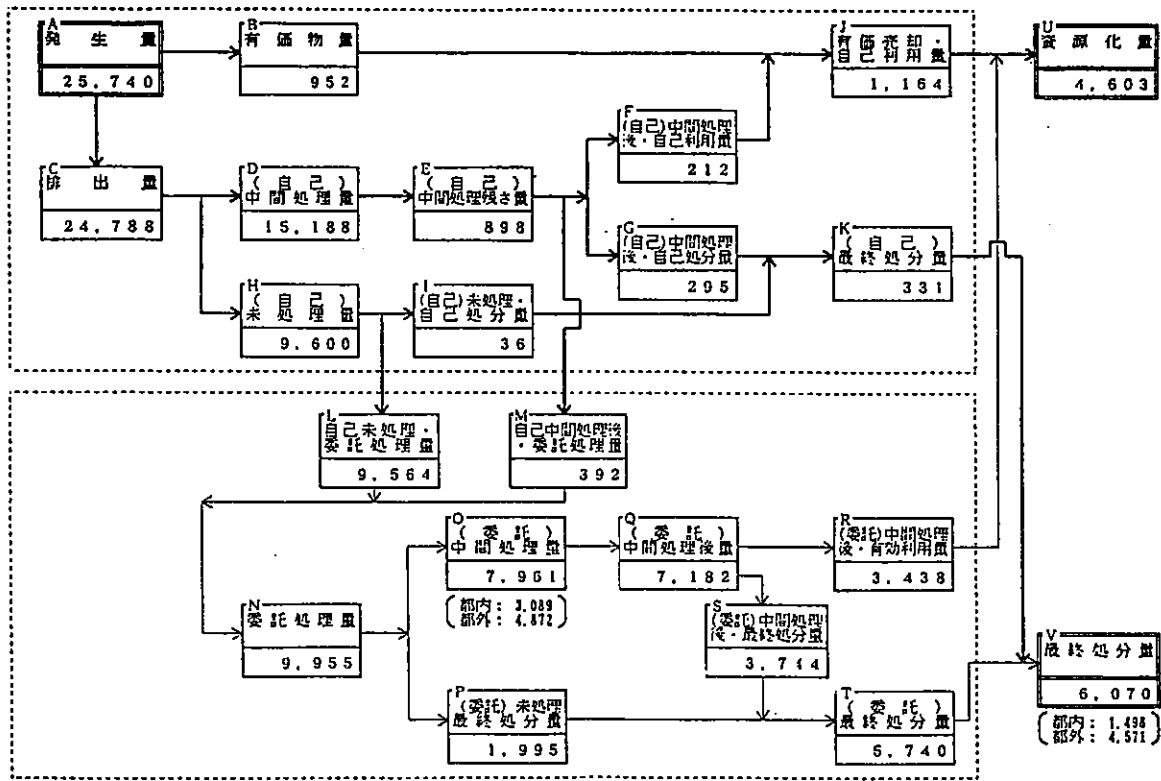 A
発生量
25,740
B
有価物量
952
J
有価売却・
自己利用量
1,164
U
資源化量
4,603
F
(自己)中間処理
後・自己利用量
212
C
排出量
24,788
D
(自己)
中間処理量
15,188
E
(自己)
中間処理残さ量
898
G
(自己)中間処理
後・自己処分量
295
K
(自己)
最終処分量
331
H
(自己)
未処理量
9,600
I
(自己)未処理・
自己処分量
36
L
自己未処理・
委託処理量
9,564
M
自己中間処理後
・委託処理量
392
O
(委託)
中間処理量
7,961
(都内:3,089
都外:4,872)
Q
(委託)
中間処理後量
7,182
R
(委託)中間処理
後・有効利用量
3,438
N
委託処理量
9,955
S
(委託)中間処理
後・最終処分量
3,744
P
(委託)未処理
最終処分量
1,995
T
(委託)
最終処分量
5,740
V
最終処分量
6,070
(都内:1,498
都外:4,571)